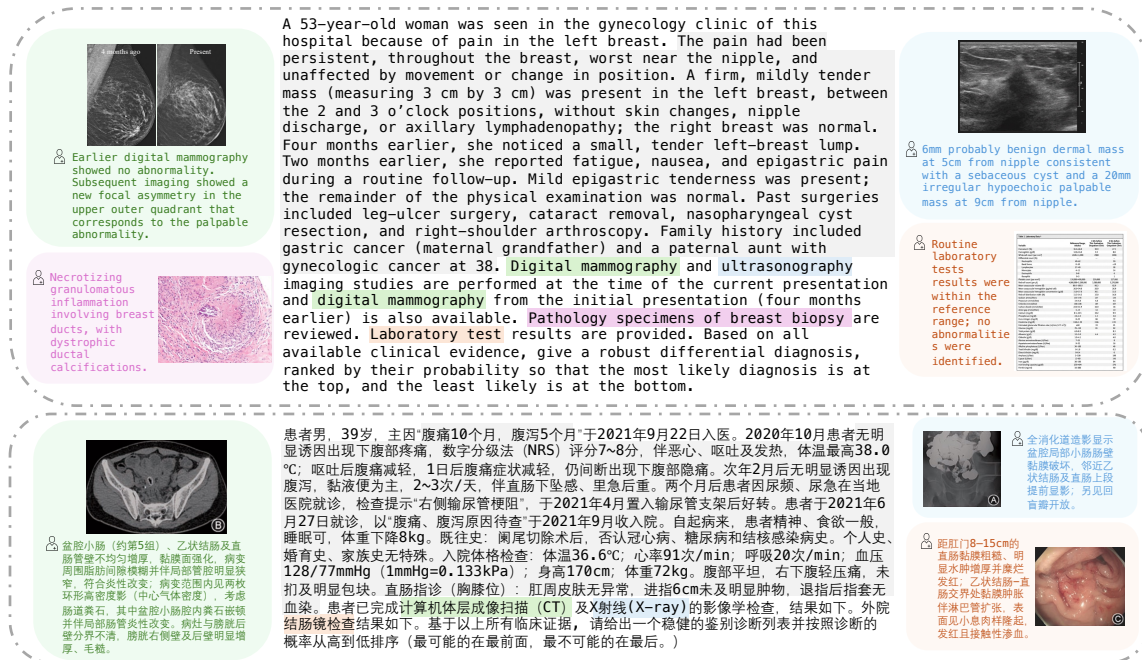 4 months ago
Present
Earlier digital mammography
showed no abnormality.
Subsequent imaging showed a
new focal asymmetry in the
upper outer quadrant that
corresponds to the palpable
abnormality.
Necrotizing
granulomatous
inflammation
involving breast
ducts, with
dystrophic
ductal
calcifications.
A 53-year-old woman was seen in the gynecology clinic of this
hospital because of pain in the left breast. The pain had been
persistent, throughout the breast, worst near the nipple, and
unaffected by movement or change in position. A firm, mildly tender
mass (measuring 3 cm by 3 cm) was present in the left breast, between
the 2 and 3 o’clock positions, without skin changes, nipple
discharge, or axillary lymphadenopathy; the right breast was normal.
Four months earlier, she noticed a small, tender left-breast lump.
Two months earlier, she reported fatigue, nausea, and epigastric pain
during a routine follow-up. Mild epigastric tenderness was present;
the remainder of the physical examination was normal. Past surgeries
included leg-ulcer surgery, cataract removal, nasopharyngeal cyst
resection, and right-shoulder arthroscopy. Family history included
gastric cancer (maternal grandfather) and a paternal aunt with
gynecologic cancer at 38. Digital mammography and ultrasonography
imaging studies are performed at the time of the current presentation
and digital mammography from the initial presentation (four months
earlier) is also available. Pathology specimens of breast biopsy are
reviewed. Laboratory test results are provided. Based on all
available clinical evidence, give a robust differential diagnosis,
ranked by their probability so that the most likely diagnosis is at
the top, and the least likely is at the bottom.
6mm probably benign dermal mass
at 5cm from nipple consistent
with a sebaceous cyst and a 20mm
irregular hypoechoic palpable
mass at 9cm from nipple.
Routine
laboratory
tests
results were
within the
reference
range; no
abnormalitie
s were
identified.
B
盆腔小肠（约第5组）、乙状结肠及直
肠管壁不均匀增厚，黏膜面强化，病变
周围脂肪间隙模糊并伴局部管腔明显狭
窄，符合炎性改变；病变范围内见两枚
环形高密度影（中心气体密度），考虑
肠道粪石，其中盆腔小肠腔内粪石嵌顿
并伴局部肠管炎性改变。病灶与膀胱后
壁分界不清，膀胱右侧壁及后壁明显增
厚、毛糙。
患者男，39岁，主因“腹痛10个月，腹泻5个月”于2021年9月22日入医。2020年10月患者无明
显诱因出现下腹部疼痛，数字分级法（NRS）评分7~8分，伴恶心、呕吐及发热，体温最高38.0
℃；呕吐后腹痛减轻，1日后腹痛症状减轻，仍间断出现下腹部隐痛。次年2月后无明显诱因出现
腹泻，黏液便为主，2~3次/天，伴直肠下坠感、里急后重。两个月后患者因尿频、尿急在当地
医院就诊，检查提示“右侧输尿管梗阻”，于2021年4月置入输尿管支架后好转。患者于2021年6
月27日就诊，以“腹痛、腹泻原因待查”于2021年9月收入院。自起病来，患者精神、食欲一般，
睡眠可，体重下降8kg。既往史：阑尾切除术后，否认冠心病、糖尿病和结核感染病史。个人史、
婚育史、家族史无特殊。入院体格检查：体温36.6℃；心率91次/min；呼吸20次/min；血压
128/77mmHg（1mmHg=0.133kPa）；身高170cm；体重72kg。腹部平坦，右下腹轻压痛，未
扪及明显包块。直肠指诊（胸膝位）：肛周皮肤无异常，进指6cm未及明显肿物，退指后指套无
血染。患者已完成计算机体层成像扫描（CT）及X射线(X-ray)的影像学检查，结果如下。外院
结肠镜检查结果如下。基于以上所有临床证据，请给出一个稳健的鉴别诊断列表并按照诊断的
概率从高到低排序（最可能的在最前面，最不可能的在最后。）
A
全消化道造影显示
盆腔局部小肠肠壁
黏膜破坏，邻近乙
状结肠及直肠上段
提前显影；另见回
盲瓣开放。
距肛门8—15cm的
直肠黏膜粗糙、明
显水肿增厚并糜烂
发红；乙状结肠—直
肠交界处黏膜肿胀
伴淋巴管扩张，表
面见小息肉样隆起，
发红且接触性渗血。
C